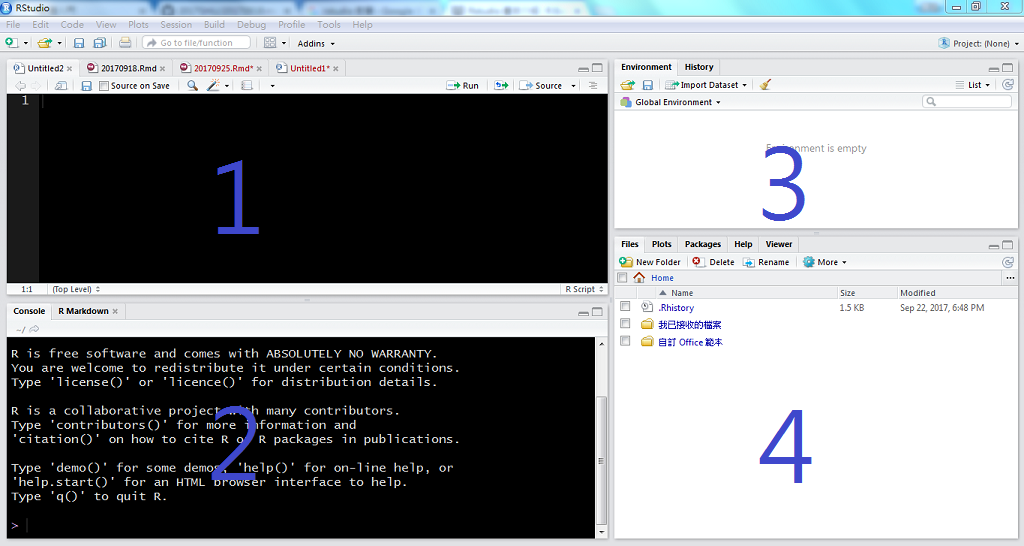 RStudio
File Edit Code View Plots Session Build Debug Profile Tools Help
Go to file/function Addins Project: (None)
Untitled2 20170918.Rmd 20170925.Rmd* Untitled1*
Source on Save Run Source
1
1
1:1 (Top Level) R Script
Console R Markdown
~/
R is free software and comes with ABSOLUTELY NO WARRANTY.
You are welcome to redistribute it under certain conditions.
Type 'license()' or 'licence()' for distribution details.
R is a collaborative project with many contributors.
Type 'contributors()' for more information and
'citation()' on how to cite R or R packages in publications.
Type 'demo()' for some demos, 'help()' for on-line help, or
'help.start()' for an HTML browser interface to help.
Type 'q()' to quit R.
>
2
Environment History
Import Dataset List
Global Environment
Environment is empty
3
Files Plots Packages Help Viewer
New Folder Delete Rename More
Home ...
Name Size Modified
.Rhistory 1.5 KB Sep 22, 2017, 6:48 PM
我已接收的檔案
自訂 Office 範本
4